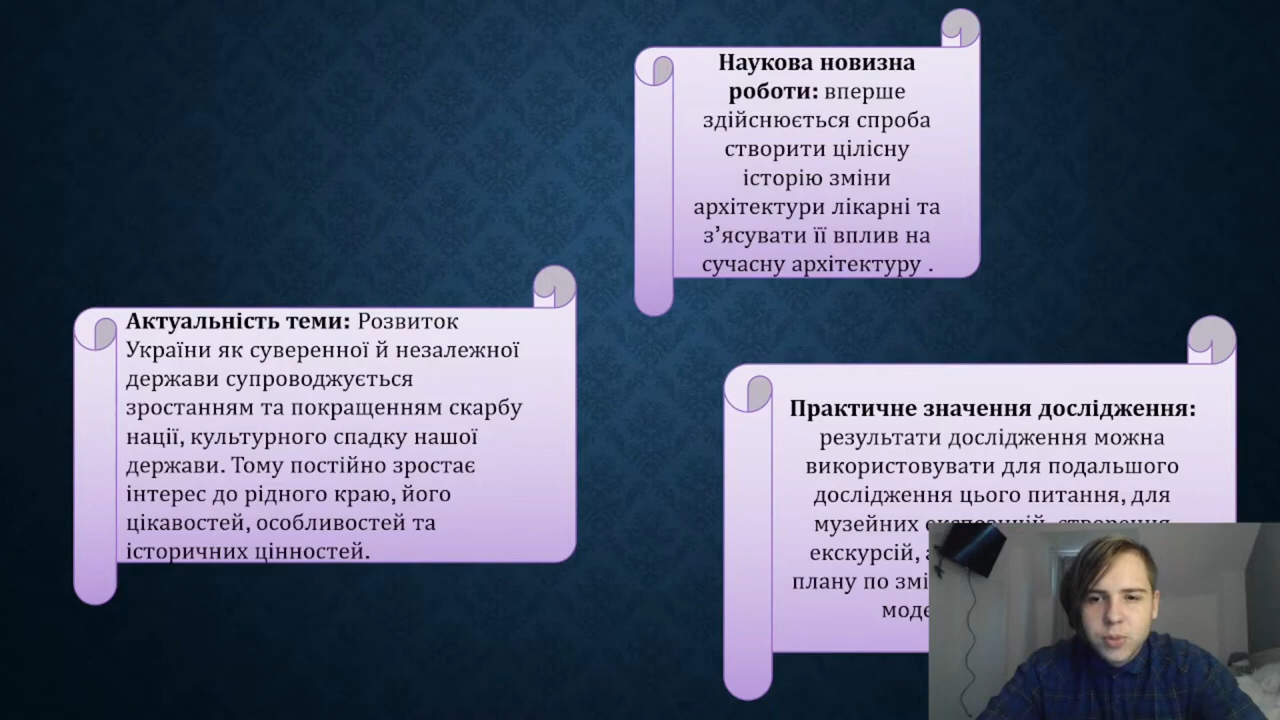 Наукова новизна
роботи: вперше
здійснюється спроба
створити цілісну
історію зміни
архітектури лікарні та
з’ясувати її вплив на
сучасну архітектуру .
Актуальність теми: Розвиток
України як суверенної й незалежної
держави супроводжується
зростанням та покращенням скарбу
нації, культурного спадку нашої
держави. Тому постійно зростає
інтерес до рідного краю, його
цікавостей, особливостей та
історичних цінностей.
Практичне значення дослідження:
результати дослідження можна
використовувати для подальшого
дослідження цього питання, для
музейних експозицій, створення
екскурсій,
плану по